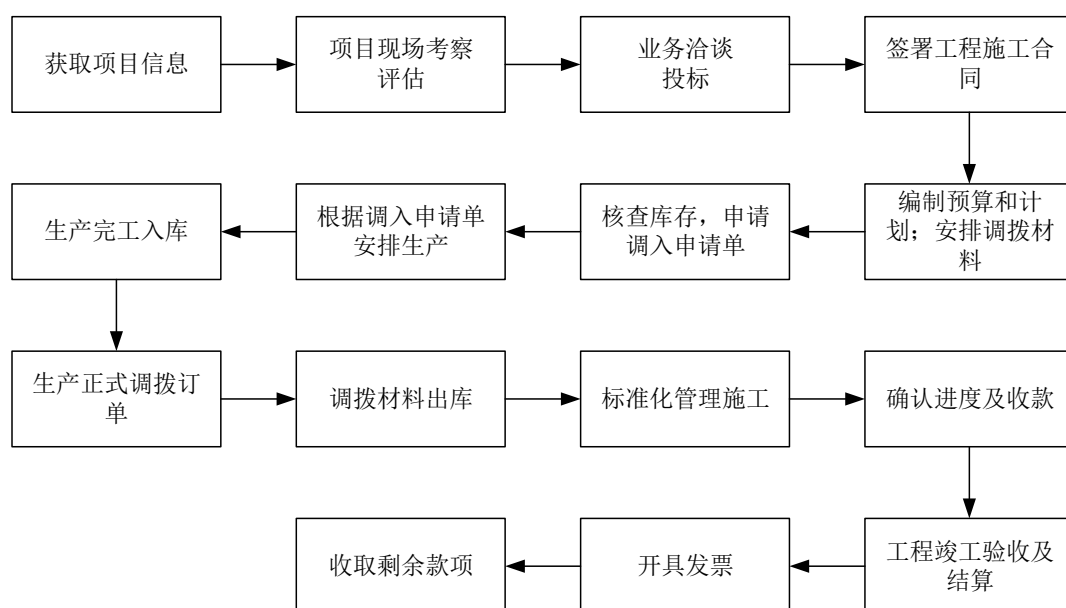 获取项目信息
项目现场考察
评估
业务洽谈
投标
签署工程施工合
同
编制预算和计
划；安排调拨材
料
核查库存，申请
调入申请单
根据调入申请单
安排生产
生产完工入库
生产正式调拨订
单
调拨材料出库
标准化管理施工
确认进度及收款
工程竣工验收及
结算
开具发票
收取剩余款项